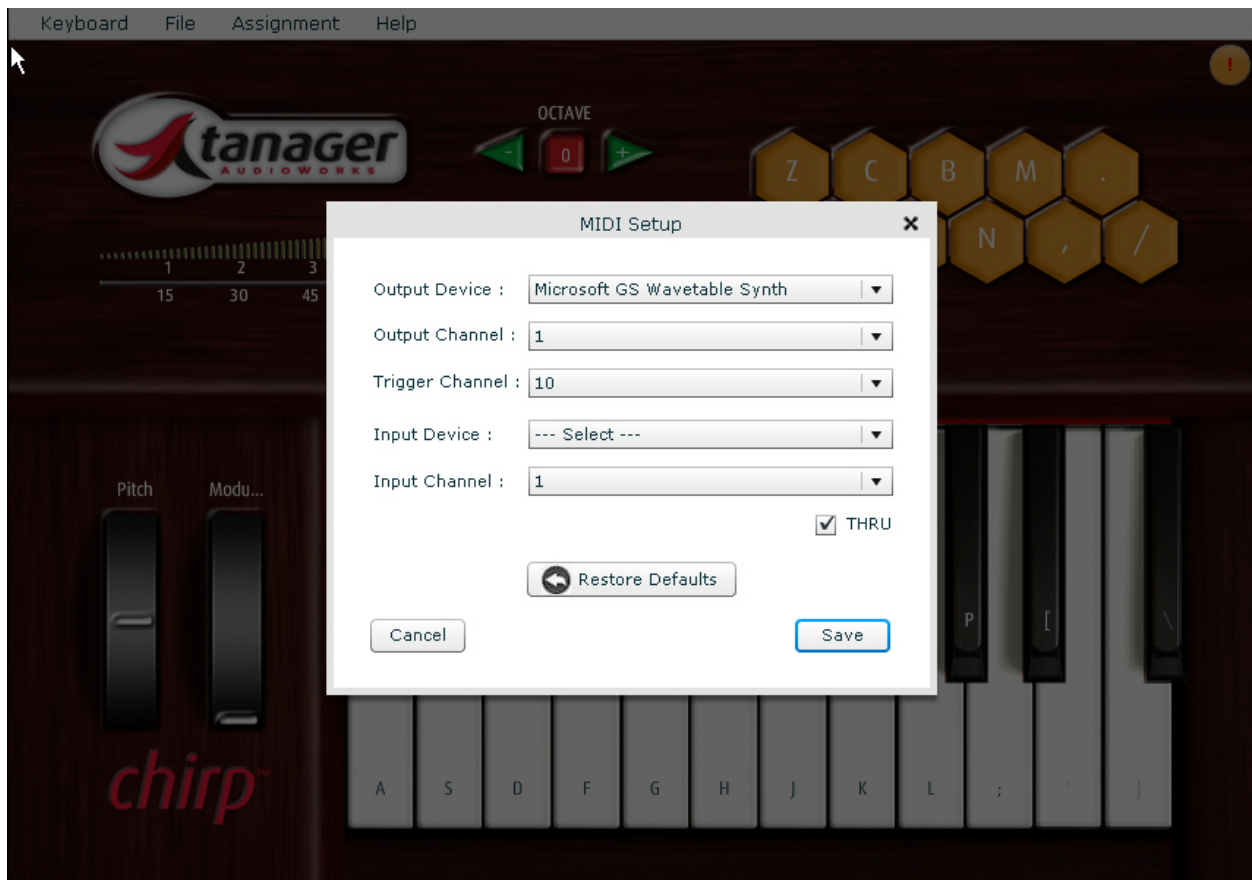 Keyboard File Assignment Help
!
tanager
AUDIOWORKS
OCTAVE
- 0 +
Z C B M .
N , /
1 2 3
15 30 45
MIDI Setup
Output Device : Microsoft GS Wavetable Synth
Output Channel : 1
Trigger Channel : 10
Input Device : --- Select ---
Input Channel : 1
THRU
Restore Defaults
Cancel Save
Pitch Modu...
P [ \
chirp™
A S D F G H J K L ; ' ]